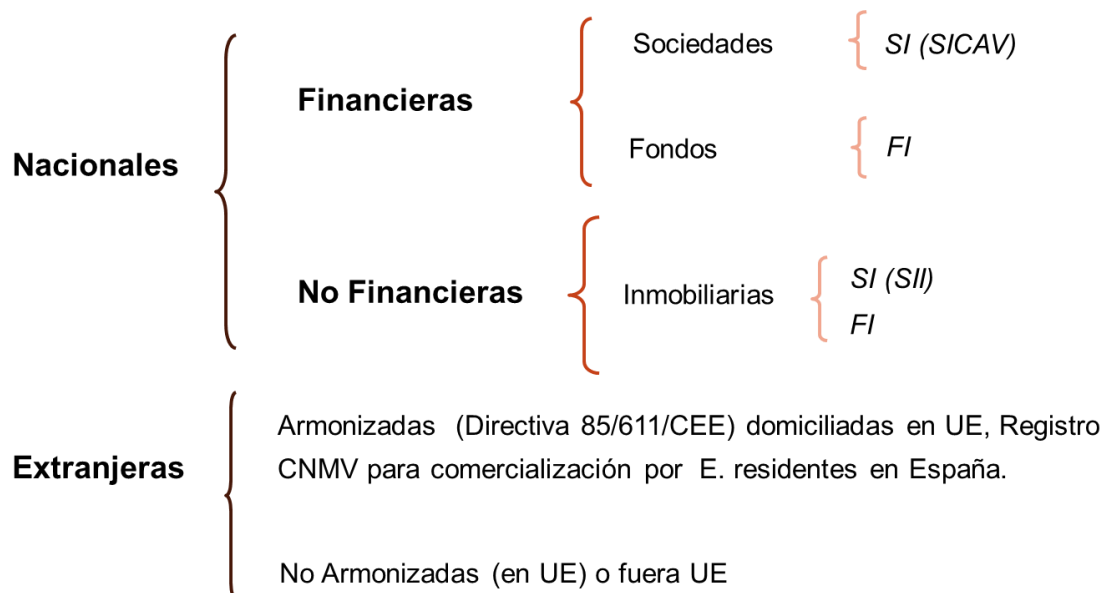 Nacionales
Financieras
Sociedades
SI (SICAV)
Fondos
FI
No Financieras
Inmobiliarias
SI (SII)
FI
Extranjeras
Armonizadas (Directiva 85/611/CEE) domiciliadas en UE, Registro
CNMV para comercialización por E. residentes en España.
No Armonizadas (en UE) o fuera UE